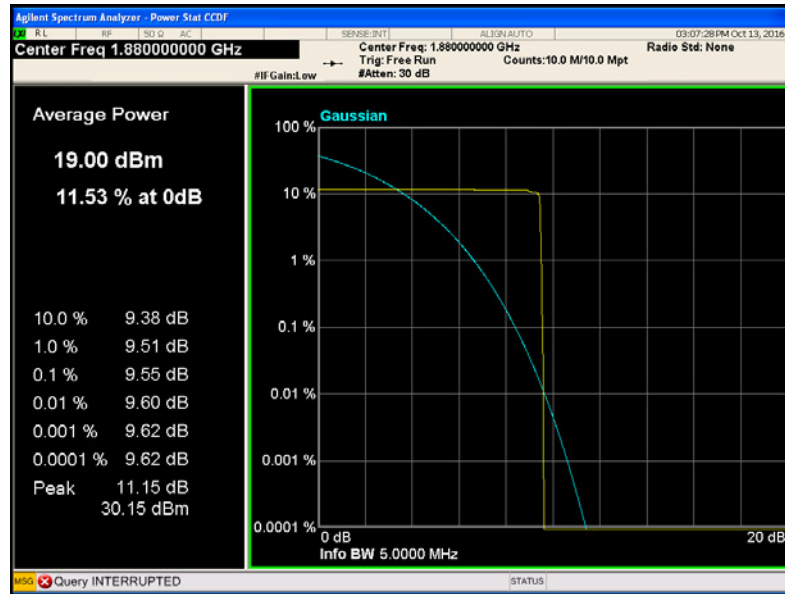 Agilent Spectrum Analyzer - Power Stat CCDF
RL RF 50 Ω AC SENSE:INT ALIGN AUTO 03:07:28 PM Oct 13, 2016
Center Freq 1.880000000 GHz
Center Freq: 1.880000000 GHz
Radio Std: None
Trig: Free Run
Counts:10.0 M/10.0 Mpt
#IFGain:Low
#Atten: 30 dB
Average Power
19.00 dBm
11.53 % at 0dB
10.0 % 9.38 dB
1.0 % 9.51 dB
0.1 % 9.55 dB
0.01 % 9.60 dB
0.001 % 9.62 dB
0.0001 % 9.62 dB
Peak 11.15 dB
30.15 dBm
Gaussian
100 %
10 %
1 %
0.1 %
0.01 %
0.001 %
0.0001 %
0 dB
20 dB
Info BW 5.0000 MHz
MSG Query INTERRUPTED
STATUS